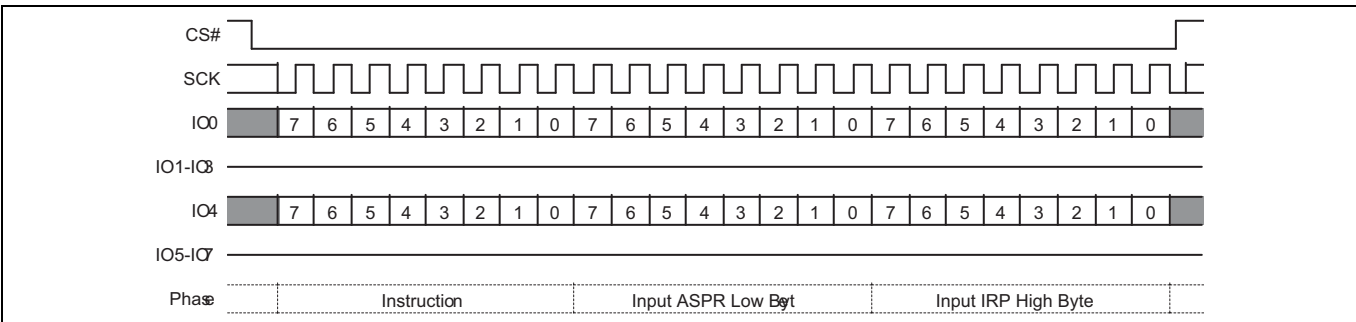 CS#
SCK
IO0 7 6 5 4 3 2 1 0 7 6 5 4 3 2 1 0 7 6 5 4 3 2 1 0
IO1-IO3
IO4 7 6 5 4 3 2 1 0 7 6 5 4 3 2 1 0 7 6 5 4 3 2 1 0
IO5-IO7
Phase Instruction Input ASPR Low Byet Input IRP High Byte